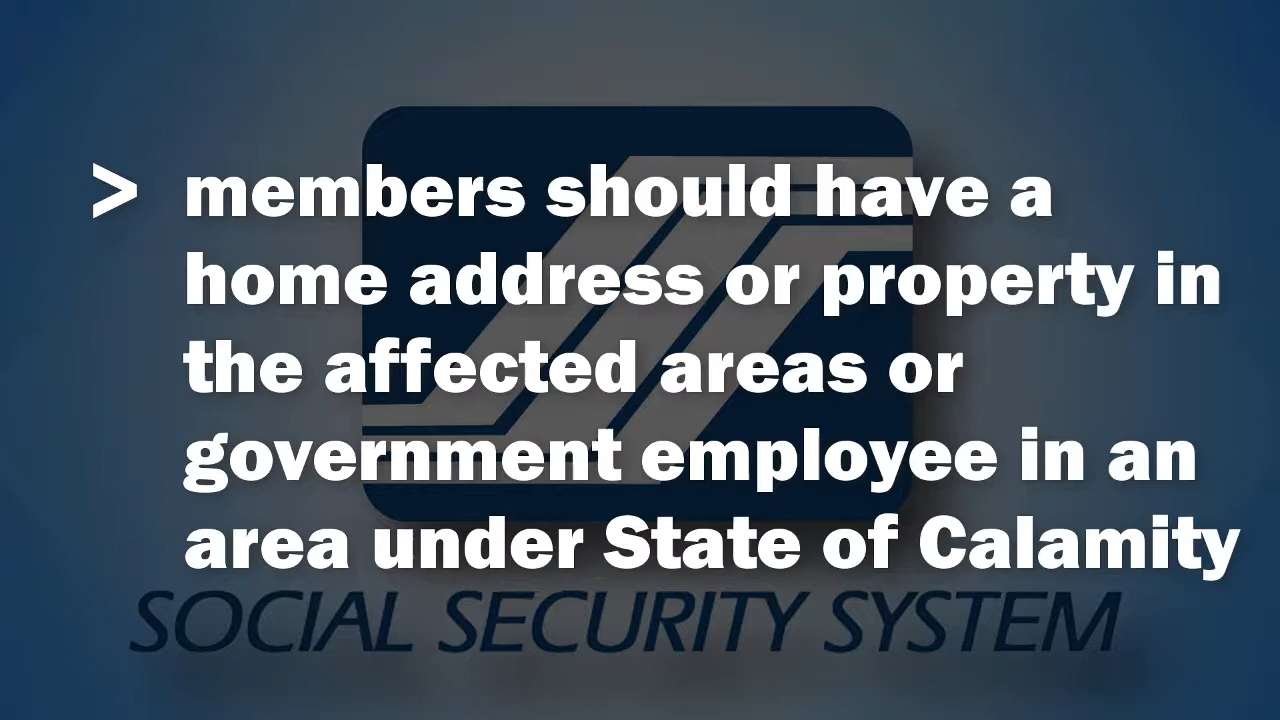 > members should have a
home address or property in
the affected areas or
government employee in an
area under State of Calamity
SOCIAL SECURITY SYSTEM